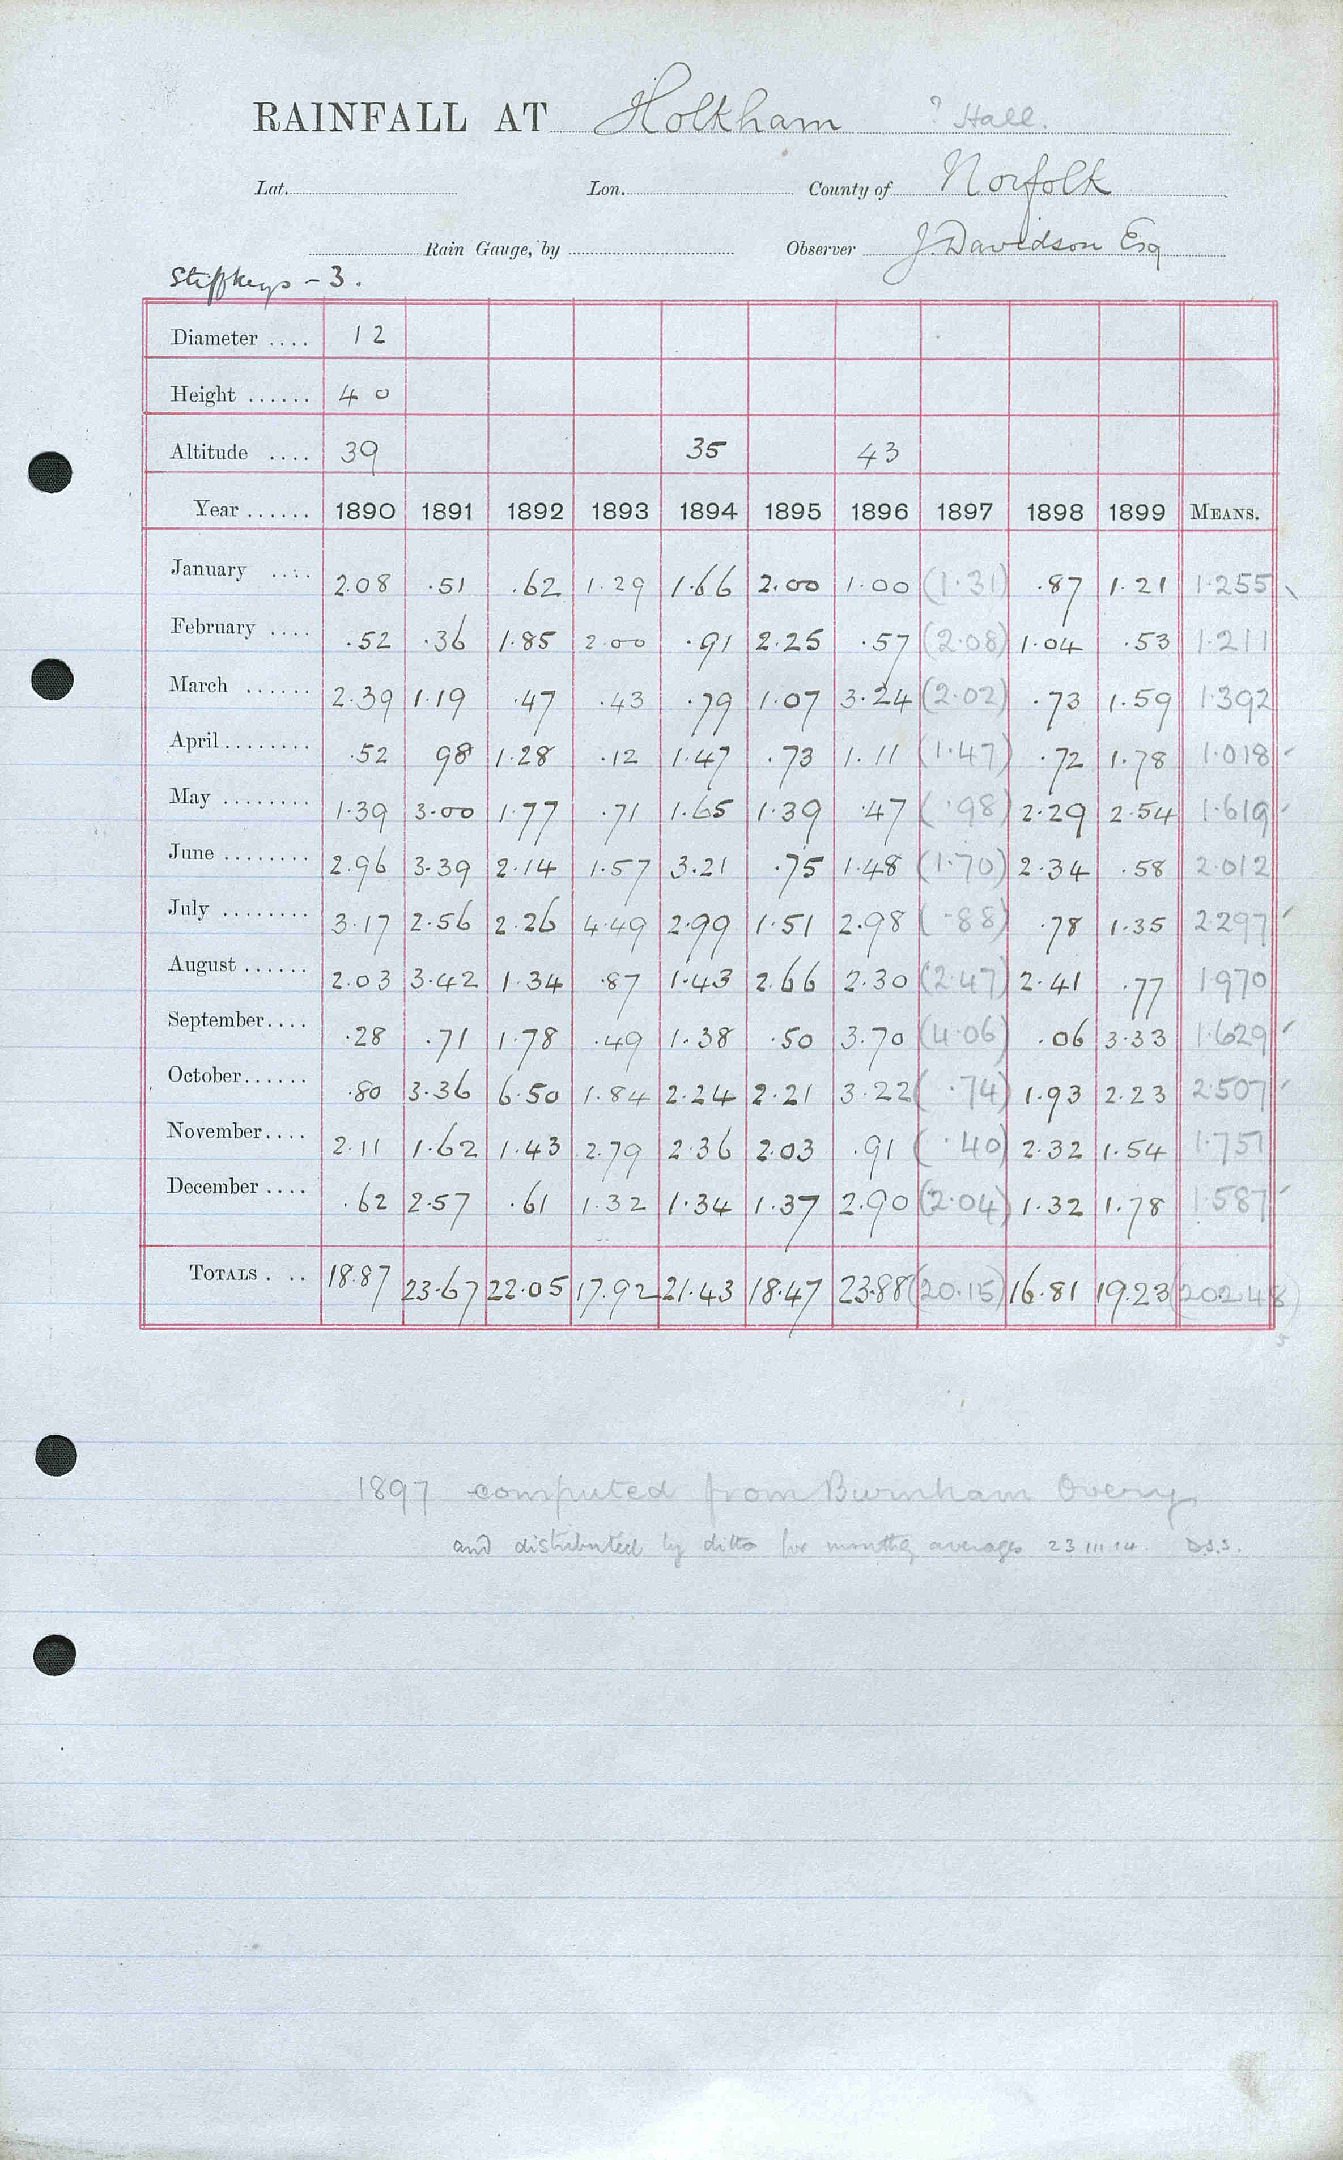 RAINFALL AT Holkham ? Hall.
Lat. Lon. County of Norfolk
Rain Gauge, by Observer J. Davidson Esq
Stiffkeys - 3.
Diameter .... 12
Height ...... 40
Altitude .... 39 35 43
Year ...... 1890 1891 1892 1893 1894 1895 1896 1897 1898 1899 MEANS.
January .... 2.08 .51 .62 1.29 1.66 2.00 1.00 (1.31) .87 1.21 1.255
February .... .52 .36 1.85 2.00 .91 2.25 .57 (2.08) 1.04 .53 1.211
March ...... 2.39 1.19 .47 .43 .79 1.07 3.24 (2.02) .73 1.59 1.392
April ........ .52 98 1.28 .12 1.47 .73 1.11 (1.47) .72 1.78 1.018
May ........ 1.39 3.00 1.77 .71 1.65 1.39 .47 (.98) 2.29 2.54 1.619
June ........ 2.96 3.39 2.14 1.57 3.21 .75 1.48 (1.70) 2.34 .58 2.012
July ........ 3.17 2.56 2.26 4.49 2.99 1.51 2.98 (.88) .78 1.35 2.297
August ...... 2.03 3.42 1.34 .87 1.43 2.66 2.30 (2.47) 2.41 .77 1.970
September .... .28 .71 1.78 .49 1.38 .50 3.70 (4.06) .06 3.33 1.629
October ...... .80 3.36 6.50 1.84 2.24 2.21 3.22 (.74) 1.93 2.23 2.507
November .... 2.11 1.62 1.43 2.79 2.36 2.03 .91 (.40) 2.32 1.54 1.751
December .... .62 2.57 .61 1.32 1.34 1.37 2.90 (2.04) 1.32 1.78 1.587
TOTALS . .. 18.87 23.67 22.05 17.92 21.43 18.47 23.88 (20.15) 16.81 19.23 (20.248)
1897 computed from Burnham Overy
and distributed by ditto for monthly averages 23 III 14. D.S.S.